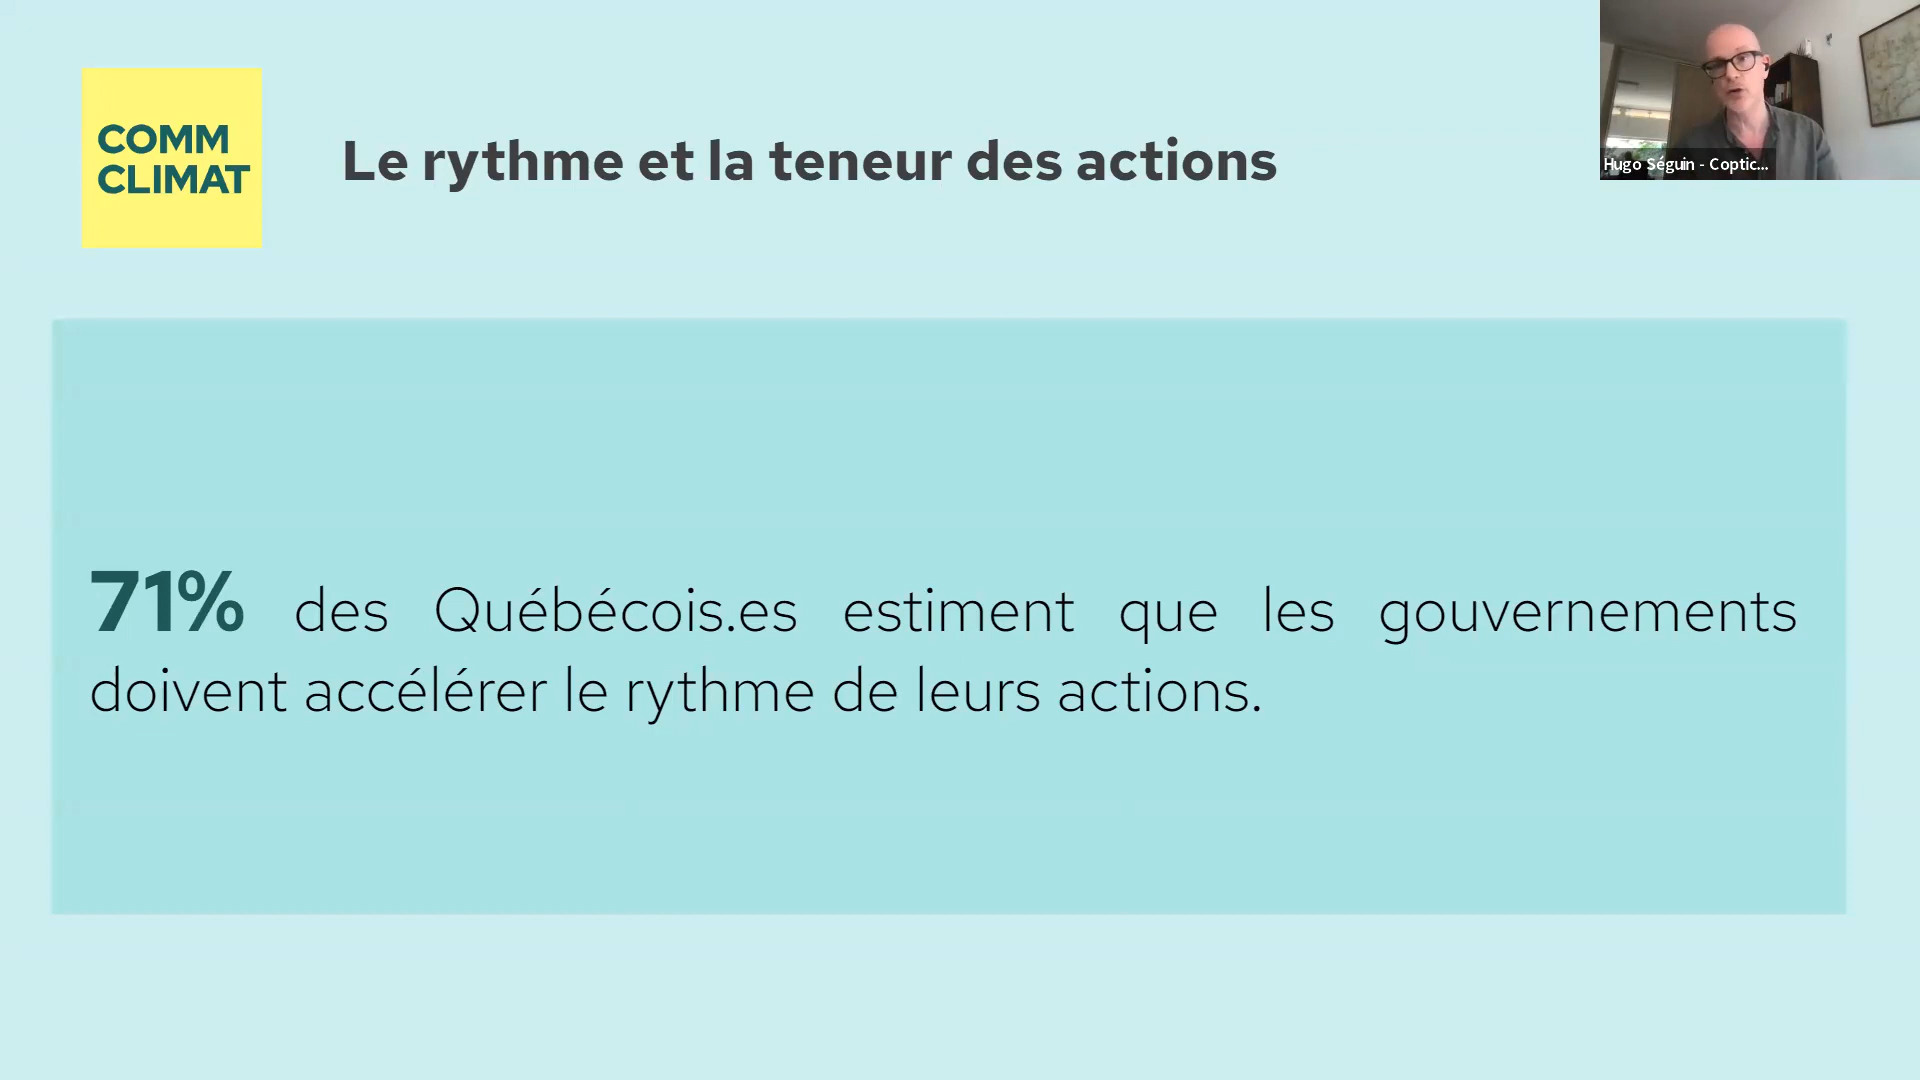 COMM
CLIMAT
Le rythme et la teneur des actions
Hugo Séguin - Coptic...
71% des Québécois.es estiment que les gouvernements
doivent accélérer le rythme de leurs actions.